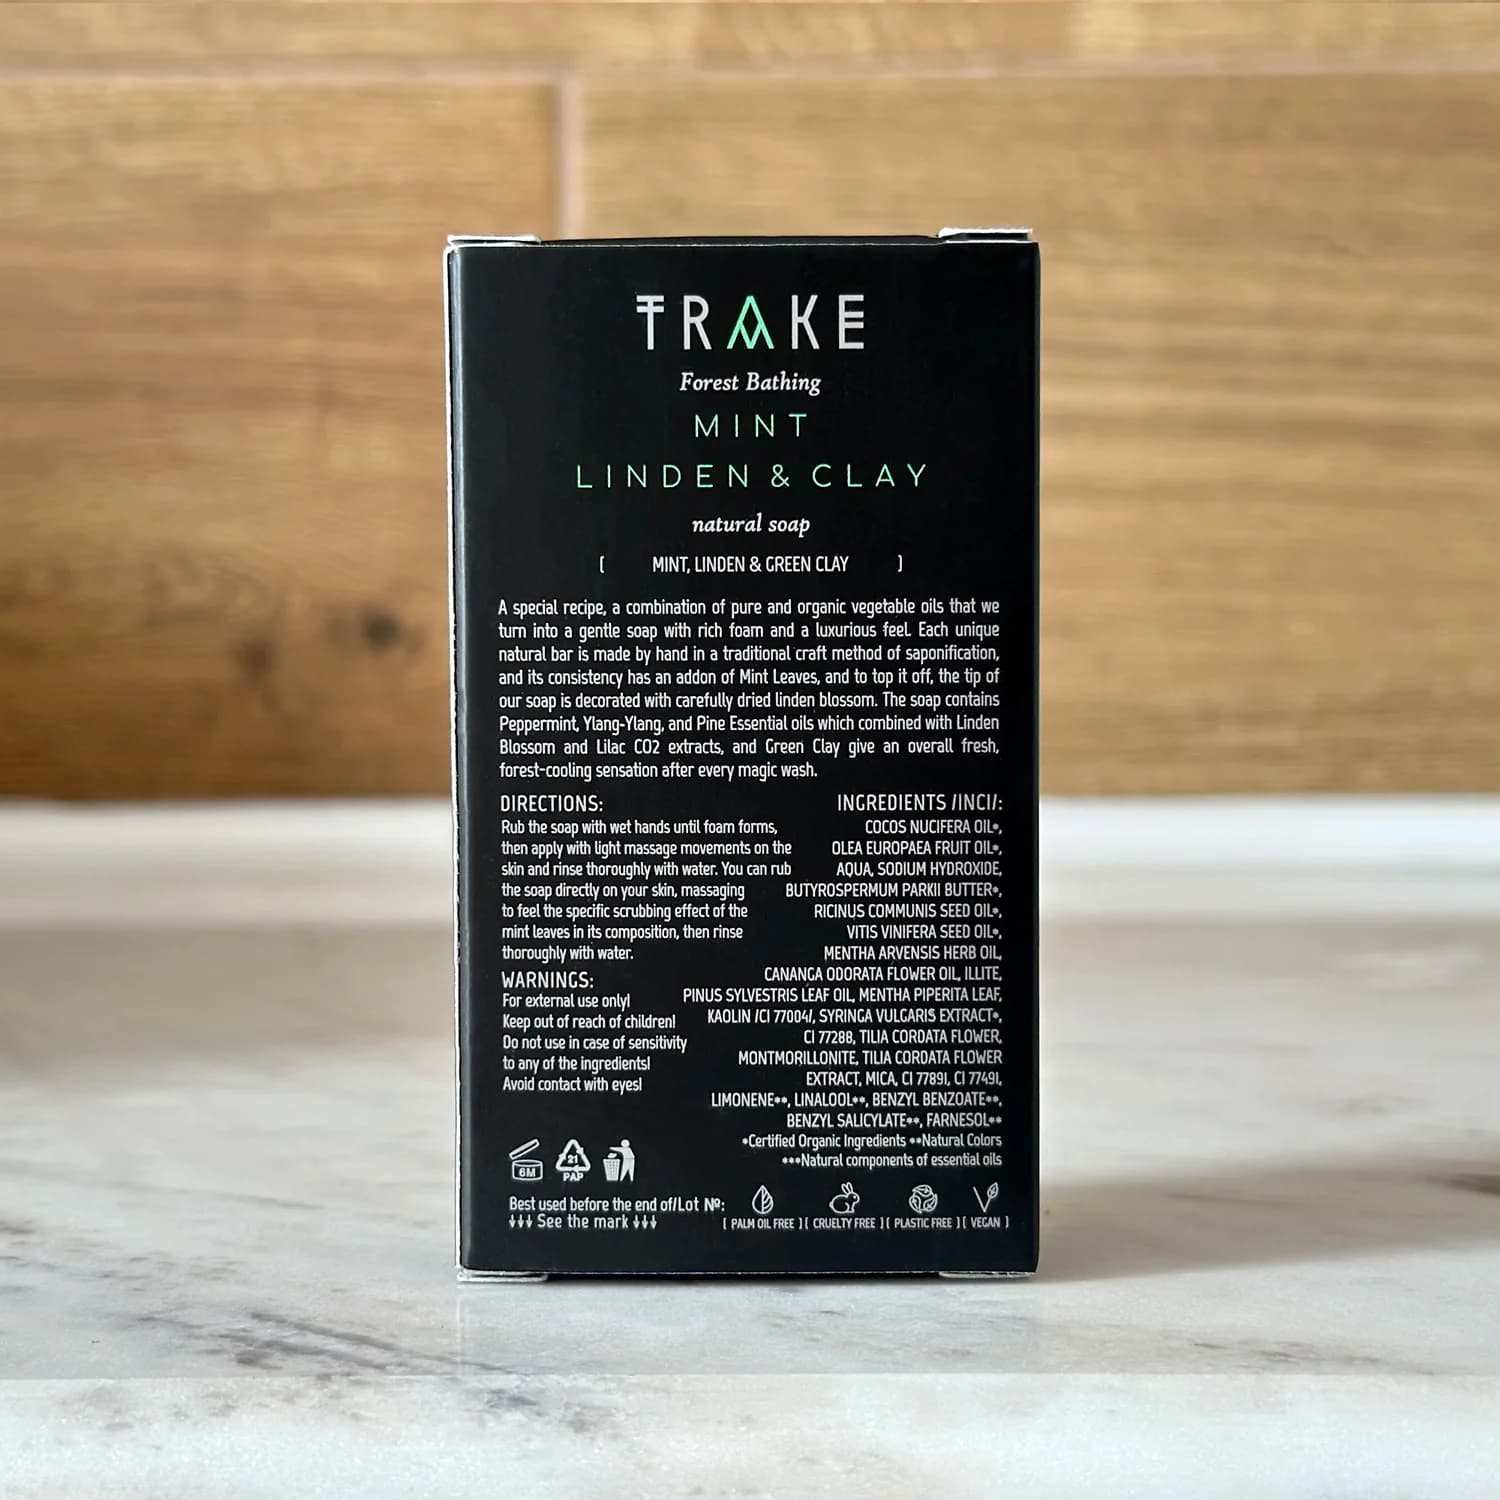 TRAKE
Forest Bathing
MINT
LINDEN & CLAY
natural soap
[ MINT, LINDEN & GREEN CLAY ]
A special recipe, a combination of pure and organic vegetable oils that we
turn into a gentle soap with rich foam and a luxurious feel. Each unique
natural bar is made by hand in a traditional craft method of saponification,
and its consistency has an addon of Mint Leaves, and to top it off, the tip of
our soap is decorated with carefully dried linden blossom. The soap contains
Peppermint, Ylang-Ylang, and Pine Essential oils which combined with Linden
Blossom and Lilac CO2 extracts, and Green Clay give an overall fresh,
forest-cooling sensation after every magic wash.
DIRECTIONS:
Rub the soap with wet hands until foam forms,
then apply with light massage movements on the
skin and rinse thoroughly with water. You can rub
the soap directly on your skin, massaging
to feel the specific scrubbing effect of the
mint leaves in its composition, then rinse
thoroughly with water.
WARNINGS:
For external use only!
Keep out of reach of children!
Do not use in case of sensitivity
to any of the ingredients!
Avoid contact with eyes!
INGREDIENTS /INCI/:
COCOS NUCIFERA OIL*,
OLEA EUROPAEA FRUIT OIL*,
AQUA, SODIUM HYDROXIDE,
BUTYROSPERMUM PARKII BUTTER*,
RICINUS COMMUNIS SEED OIL*,
VITIS VINIFERA SEED OIL*,
MENTHA ARVENSIS HERB OIL,
CANANGA ODORATA FLOWER OIL, ILLITE,
PINUS SYLVESTRIS LEAF OIL, MENTHA PIPERITA LEAF,
KAOLIN /CI 77004/, SYRINGA VULGARIS EXTRACT*,
CI 77288, TILIA CORDATA FLOWER,
MONTMORILLONITE, TILIA CORDATA FLOWER
EXTRACT, MICA, CI 77891, CI 77491,
LIMONENE**, LINALOOL**, BENZYL BENZOATE**,
BENZYL SALICYLATE**, FARNESOL**
*Certified Organic Ingredients **Natural Colors
***Natural components of essential oils
6M
21
PAP
Best used before the end of/Lot №:
↓↓↓ See the mark ↓↓↓
[ PALM OIL FREE ] [ CRUELTY FREE ] [ PLASTIC FREE ] [ VEGAN ]